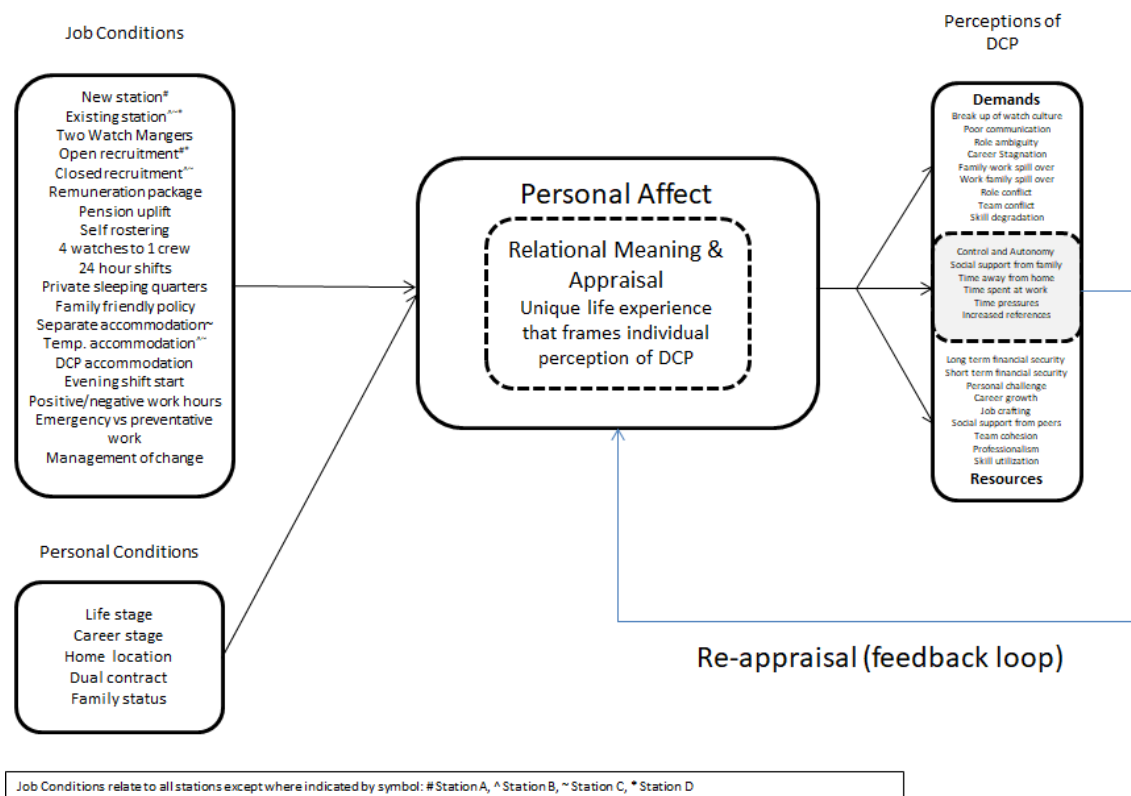 Job Conditions
New station#
Existing station^~*
Two Watch Mangers
Open recruitment#*
Closed recruitment^~
Remuneration package
Pension uplift
Self rostering
4 watches to 1 crew
24 hour shifts
Private sleeping quarters
Family friendly policy
Separate accommodation~
Temp. accommodation^~
DCP accommodation
Evening shift start
Positive/negative work hours
Emergency vs preventative
work
Management of change
Personal Conditions
Life stage
Career stage
Home location
Dual contract
Family status
Personal Affect
Relational Meaning &
Appraisal
Unique life experience
that frames individual
perception of DCP
Perceptions of
DCP
Demands
Break up of watch culture
Poor communication
Role ambiguity
Career Stagnation
Family-work spill over
Work-family spill over
Role conflict
Team conflict
Skill degradation
Control and Autonomy
Social support from family
Time away from home
Time spent at work
Time pressures
Increased references
Long term financial security
Short term financial security
Personal challenge
Career growth
Job crafting
Social support from peers
Team cohesion
Professionalism
Skill utilization
Resources
Re-appraisal (feedback loop)
Job Conditions relate to all stations except where indicated by symbol: # Station A, ^ Station B, ~ Station C, * Station D